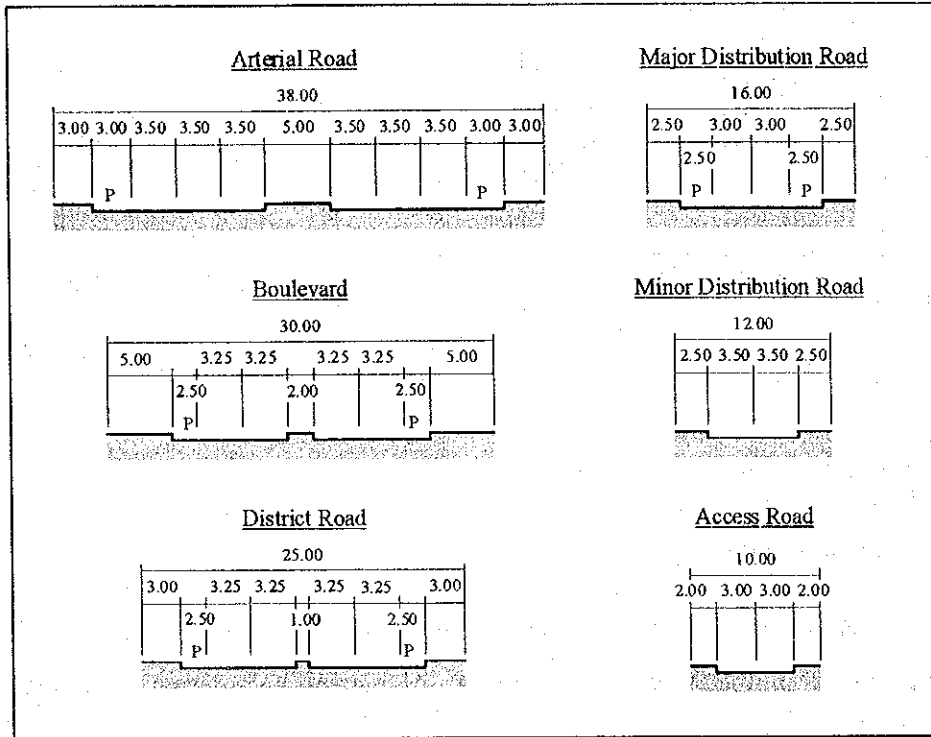 Arterial Road
38.00
3.00 3.00 3.50 3.50 3.50 5.00 3.50 3.50 3.50 3.00 3.00
P P
Major Distribution Road
16.00
2.50 3.00 3.00 2.50
2.50 2.50
P P
Boulevard
30.00
5.00 3.25 3.25 3.25 3.25 5.00
2.50 2.00 2.50
P P
Minor Distribution Road
12.00
2.50 3.50 3.50 2.50
District Road
25.00
3.00 3.25 3.25 3.25 3.25 3.00
2.50 1.00 2.50
P P
Access Road
10.00
2.00 3.00 3.00 2.00